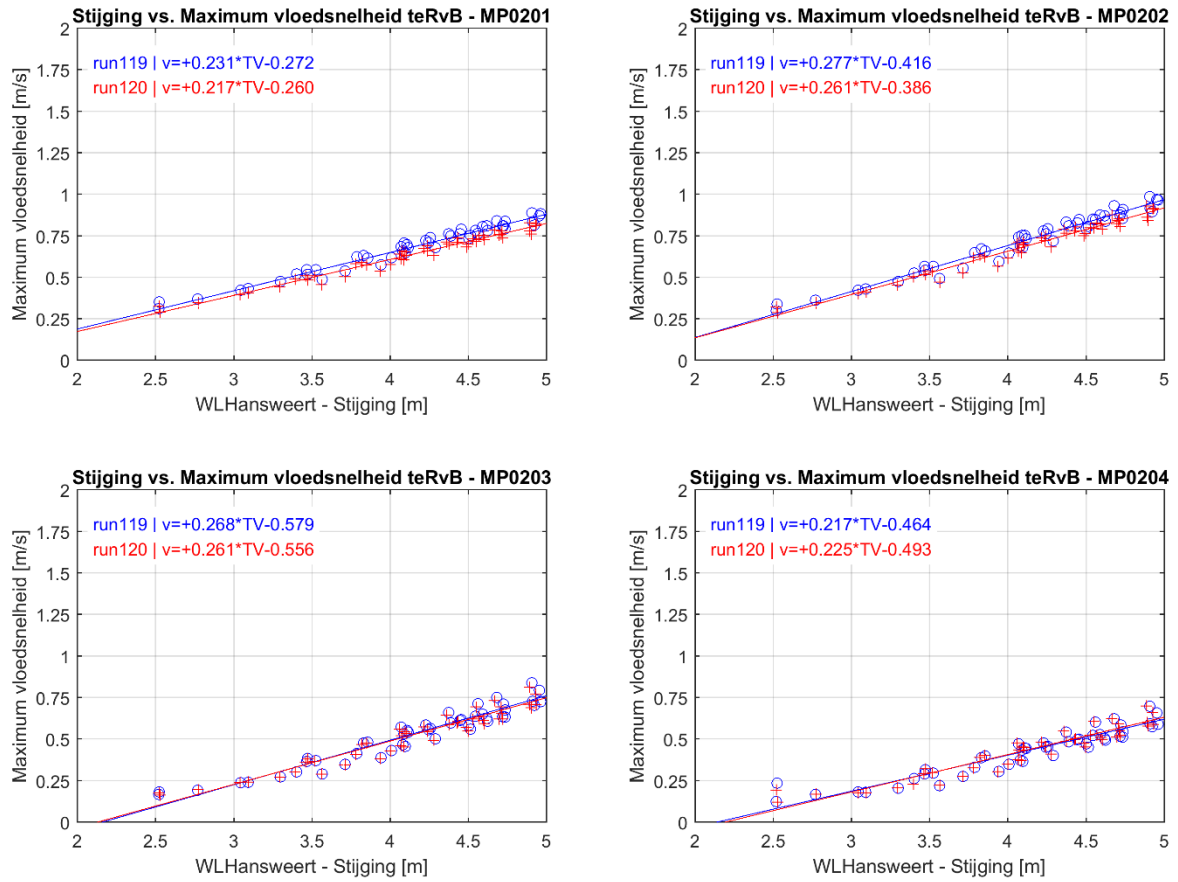 Stijging vs. Maximum vloedsnelheid teRvB - MP0201
2
1.75
1.5
1.25
1
0.75
0.5
0.25
0
Maximum vloedsnelheid [m/s]
run119 | v=+0.231*TV-0.272
run120 | v=+0.217*TV-0.260
2 2.5 3 3.5 4 4.5 5
WLHansweert - Stijging [m]
Stijging vs. Maximum vloedsnelheid teRvB - MP0202
2
1.75
1.5
1.25
1
0.75
0.5
0.25
0
Maximum vloedsnelheid [m/s]
run119 | v=+0.277*TV-0.416
run120 | v=+0.261*TV-0.386
2 2.5 3 3.5 4 4.5 5
WLHansweert - Stijging [m]
Stijging vs. Maximum vloedsnelheid teRvB - MP0203
2
1.75
1.5
1.25
1
0.75
0.5
0.25
0
Maximum vloedsnelheid [m/s]
run119 | v=+0.268*TV-0.579
run120 | v=+0.261*TV-0.556
2 2.5 3 3.5 4 4.5 5
WLHansweert - Stijging [m]
Stijging vs. Maximum vloedsnelheid teRvB - MP0204
2
1.75
1.5
1.25
1
0.75
0.5
0.25
0
Maximum vloedsnelheid [m/s]
run119 | v=+0.217*TV-0.464
run120 | v=+0.225*TV-0.493
2 2.5 3 3.5 4 4.5 5
WLHansweert - Stijging [m]